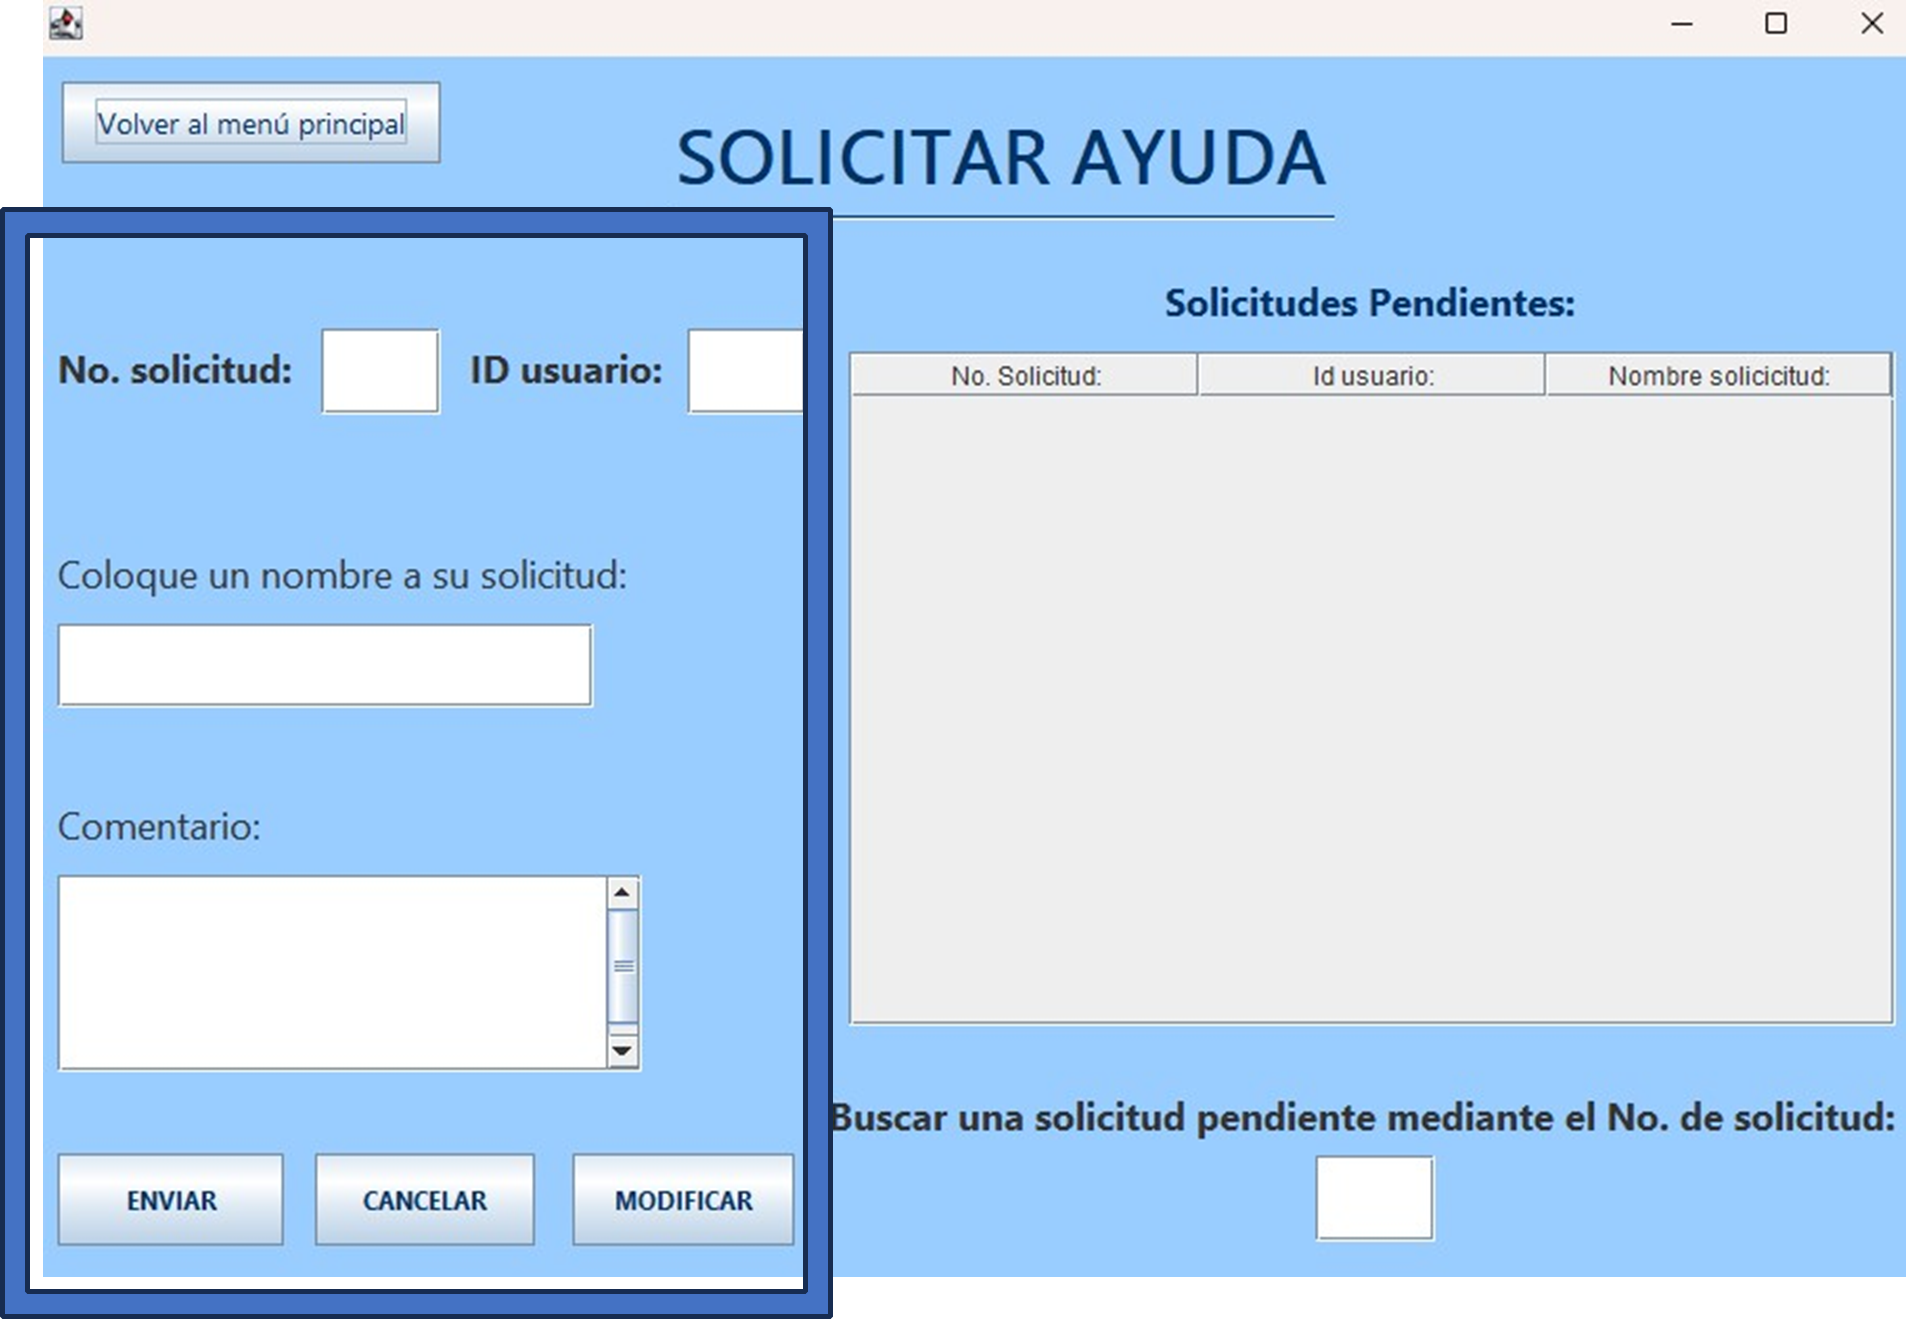 Volver al menú principal
SOLICITAR AYUDA
No. solicitud:
ID usuario:
Coloque un nombre a su solicitud:
Comentario:
ENVIAR
CANCELAR
MODIFICAR
Solicitudes Pendientes:
No. Solicitud:
Id usuario:
Nombre solicicitud:
Buscar una solicitud pendiente mediante el No. de solicitud: